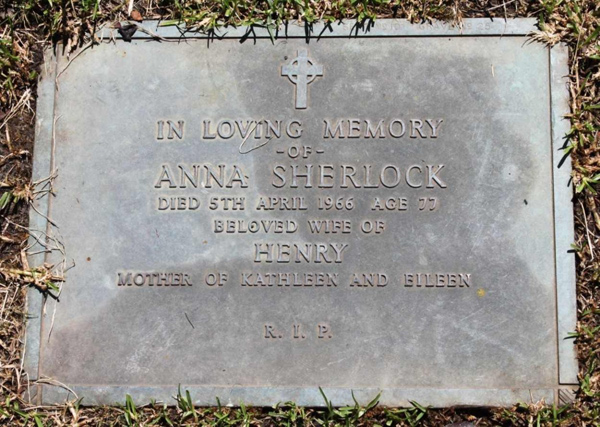 IN LOVING MEMORY
-OF-
ANNA SHERLOCK
DIED 5TH APRIL 1966 AGE 77
BELOVED WIFE OF
HENRY
MOTHER OF KATHLEEN AND EILEEN
R. I. P.